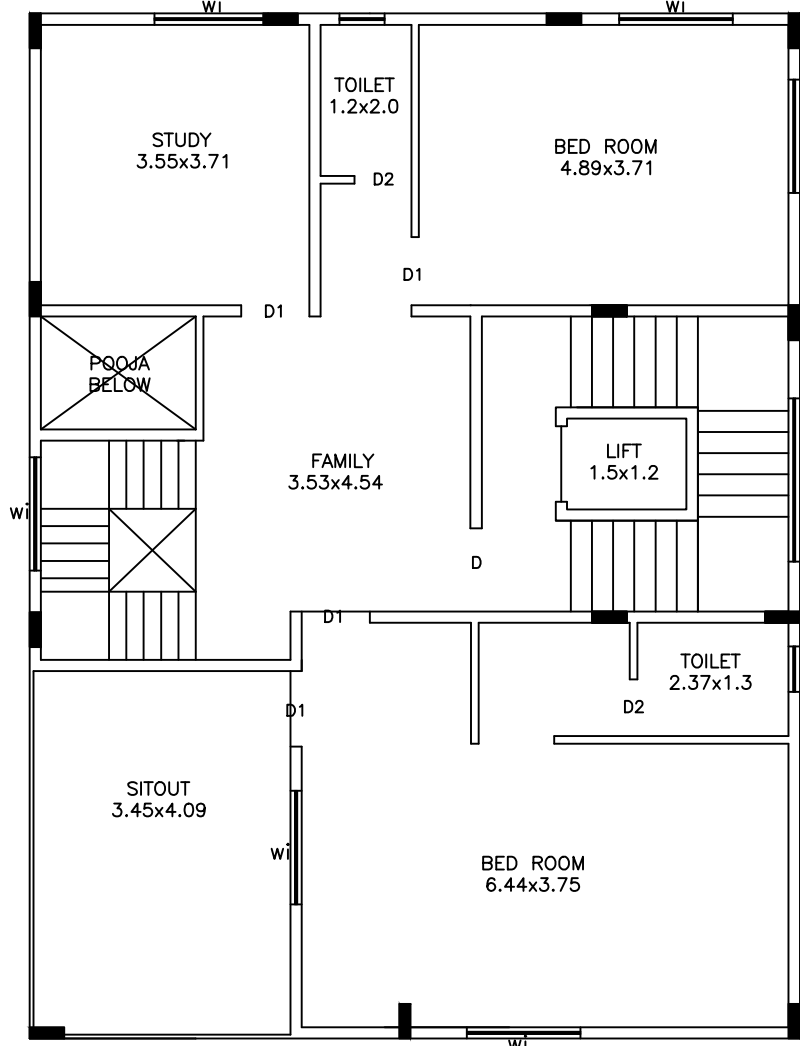 Wi
Wi
TOILET
1.2x2.0
STUDY
3.55x3.71
BED ROOM
4.89x3.71
D2
D1
D1
POOJA
BELOW
FAMILY
3.53x4.54
LIFT
1.5x1.2
Wi
D
D1
TOILET
2.37x1.3
D1
D2
SITOUT
3.45x4.09
Wi
BED ROOM
6.44x3.75
Wi